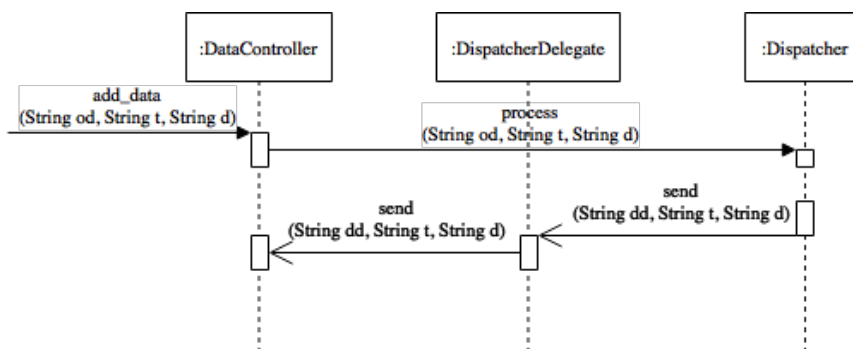 :DataController
:DispatcherDelegate
:Dispatcher
add_data
(String od, String t, String d)
process
(String od, String t, String d)
send
(String dd, String t, String d)
send
(String dd, String t, String d)